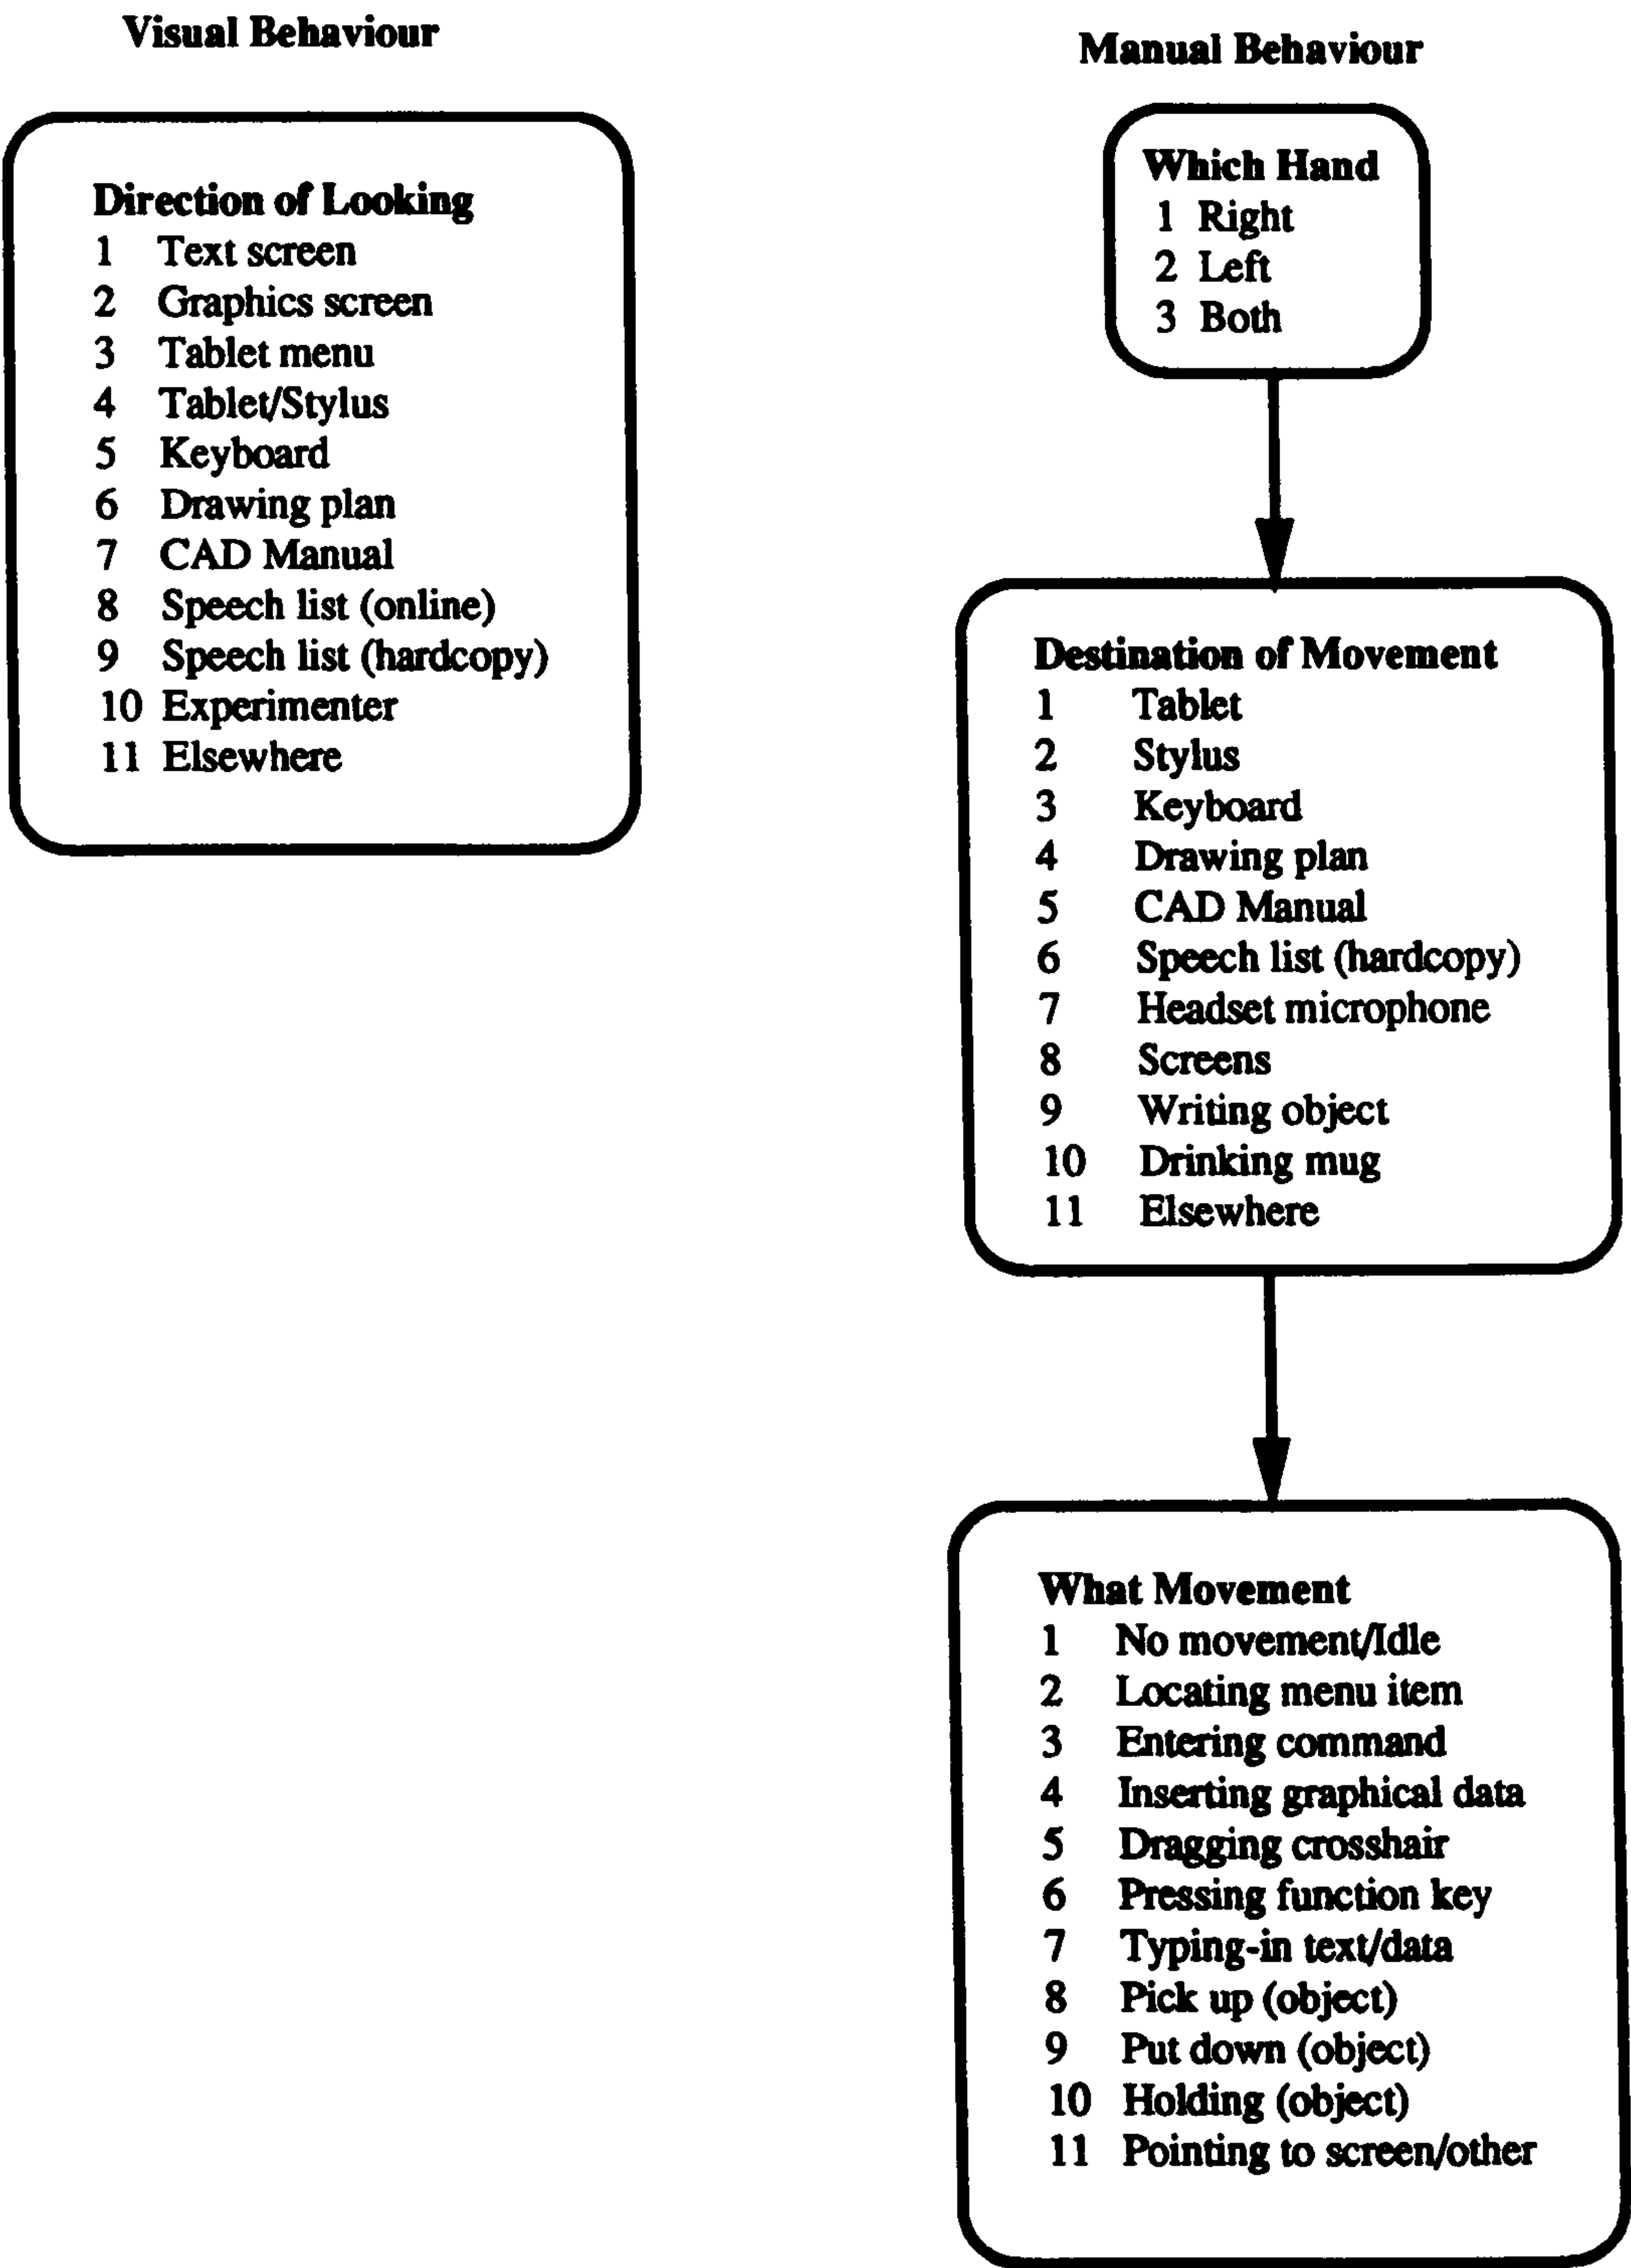 Visual Behaviour
Direction of Looking
1 Text screen
2 Graphics screen
3 Tablet menu
4 Tablet/Stylus
5 Keyboard
6 Drawing plan
7 CAD Manual
8 Speech list (online)
9 Speech list (hardcopy)
10 Experimenter
11 Elsewhere
Manual Behaviour
Which Hand
1 Right
2 Left
3 Both
Destination of Movement
1 Tablet
2 Stylus
3 Keyboard
4 Drawing plan
5 CAD Manual
6 Speech list (hardcopy)
7 Headset microphone
8 Screens
9 Writing object
10 Drinking mug
11 Elsewhere
What Movement
1 No movement/Idle
2 Locating menu item
3 Entering command
4 Inserting graphical data
5 Dragging crosshair
6 Pressing function key
7 Typing-in text/data
8 Pick up (object)
9 Put down (object)
10 Holding (object)
11 Pointing to screen/other